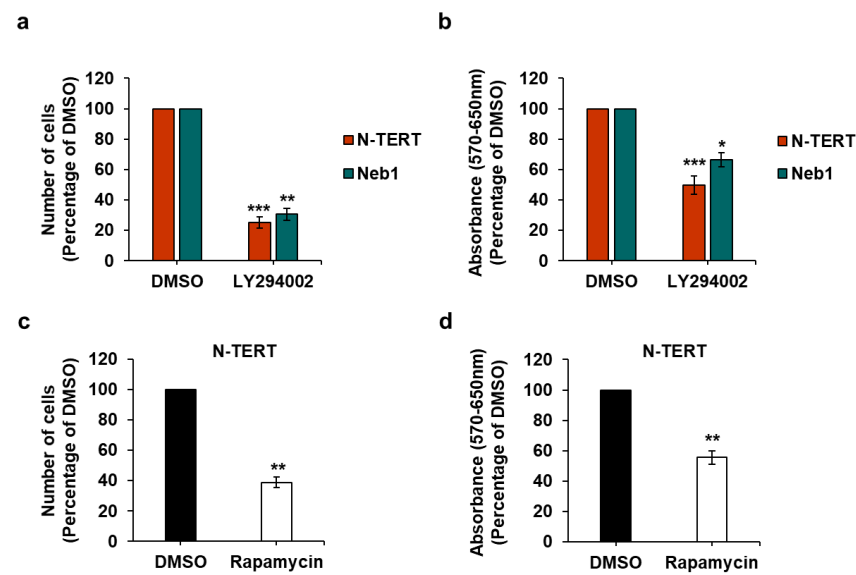 a
Number of cells
(Percentage of DMSO)
120
100
80
60
40
20
0
***
**
DMSO
LY294002
N-TERT
Neb1
b
Absorbance (570-650nm)
(Percentage of DMSO)
120
100
80
60
40
20
0
***
*
DMSO
LY294002
N-TERT
Neb1
c
N-TERT
Number of cells
(Percentage of DMSO)
120
100
80
60
40
20
0
**
DMSO
Rapamycin
d
N-TERT
Absorbance (570-650nm)
(Percentage of DMSO)
120
100
80
60
40
20
0
**
DMSO
Rapamycin